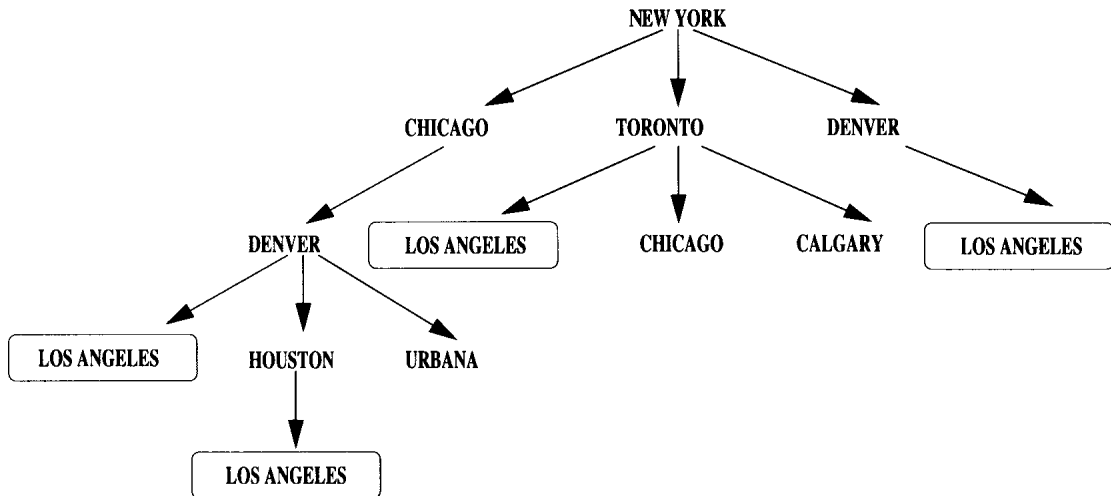 NEW YORK
CHICAGO
TORONTO
DENVER
DENVER
LOS ANGELES
CHICAGO
CALGARY
LOS ANGELES
LOS ANGELES
HOUSTON
URBANA
LOS ANGELES